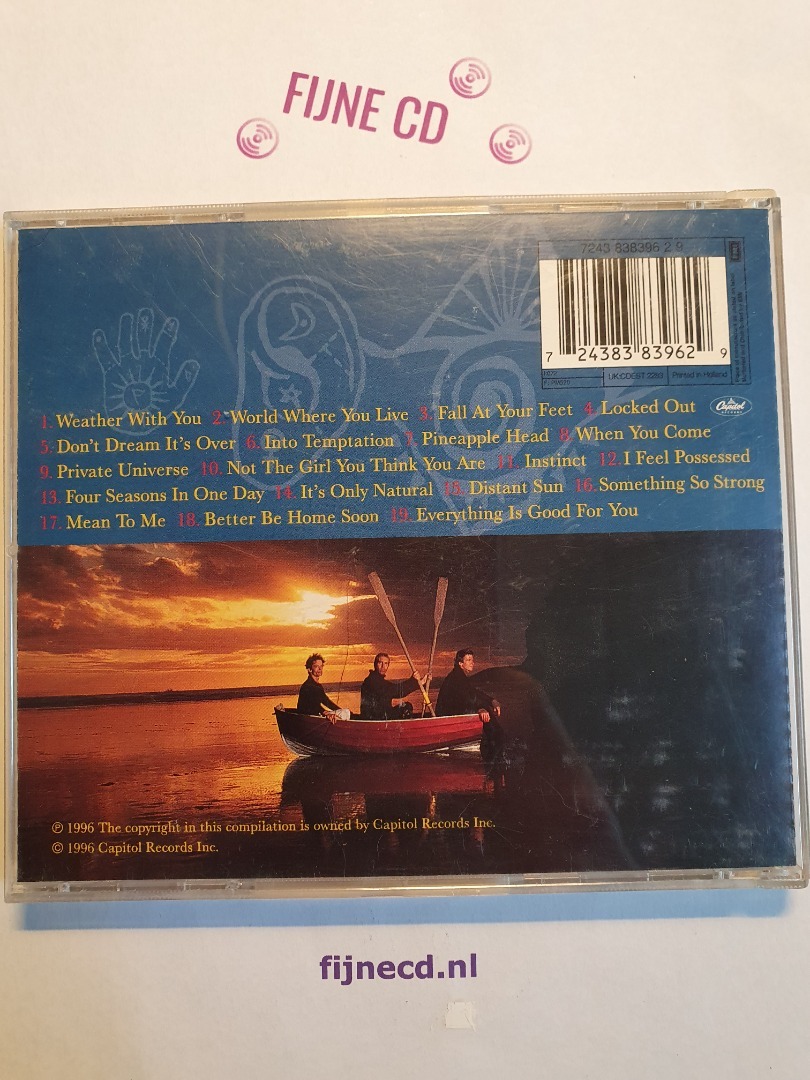 FIJNE CD
7243 838396 2 9
7 24383 83962 9
UK:CDEST 2283 Printed in Holland
1. Weather With You 2. World Where You Live 3. Fall At Your Feet 4. Locked Out Capitol
5. Don't Dream It's Over 6. Into Temptation 7. Pineapple Head 8. When You Come
9. Private Universe 10. Not The Girl You Think You Are 11. Instinct 12. I Feel Possessed
13. Four Seasons In One Day 14. It's Only Natural 15. Distant Sun 16. Something So Strong
17. Mean To Me 18. Better Be Home Soon 19. Everything Is Good For You
℗ 1996 The copyright in this compilation is owned by Capitol Records Inc.
© 1996 Capitol Records Inc.
fijnecd.nl